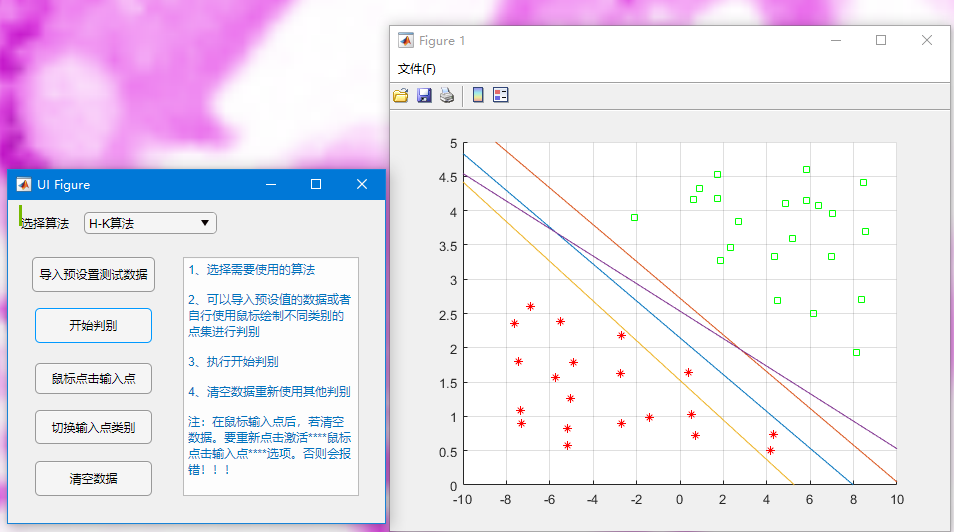 Figure 1
文件(F)
UI Figure
选择算法
H-K算法
导入预设置测试数据
开始判别
鼠标点击输入点
切换输入点类别
清空数据
1、选择需要使用的算法
2、可以导入预设值的数据或者
自行使用鼠标绘制不同类别的
点集进行判别
3、执行开始判别
4、清空数据重新使用其他判别
注：在鼠标输入点后，若清空
数据。要重新点击激活****鼠标
点击输入点****选项。否则会报
错！！！
5
4.5
4
3.5
3
2.5
2
1.5
1
0.5
0
-10 -8 -6 -4 -2 0 2 4 6 8 10